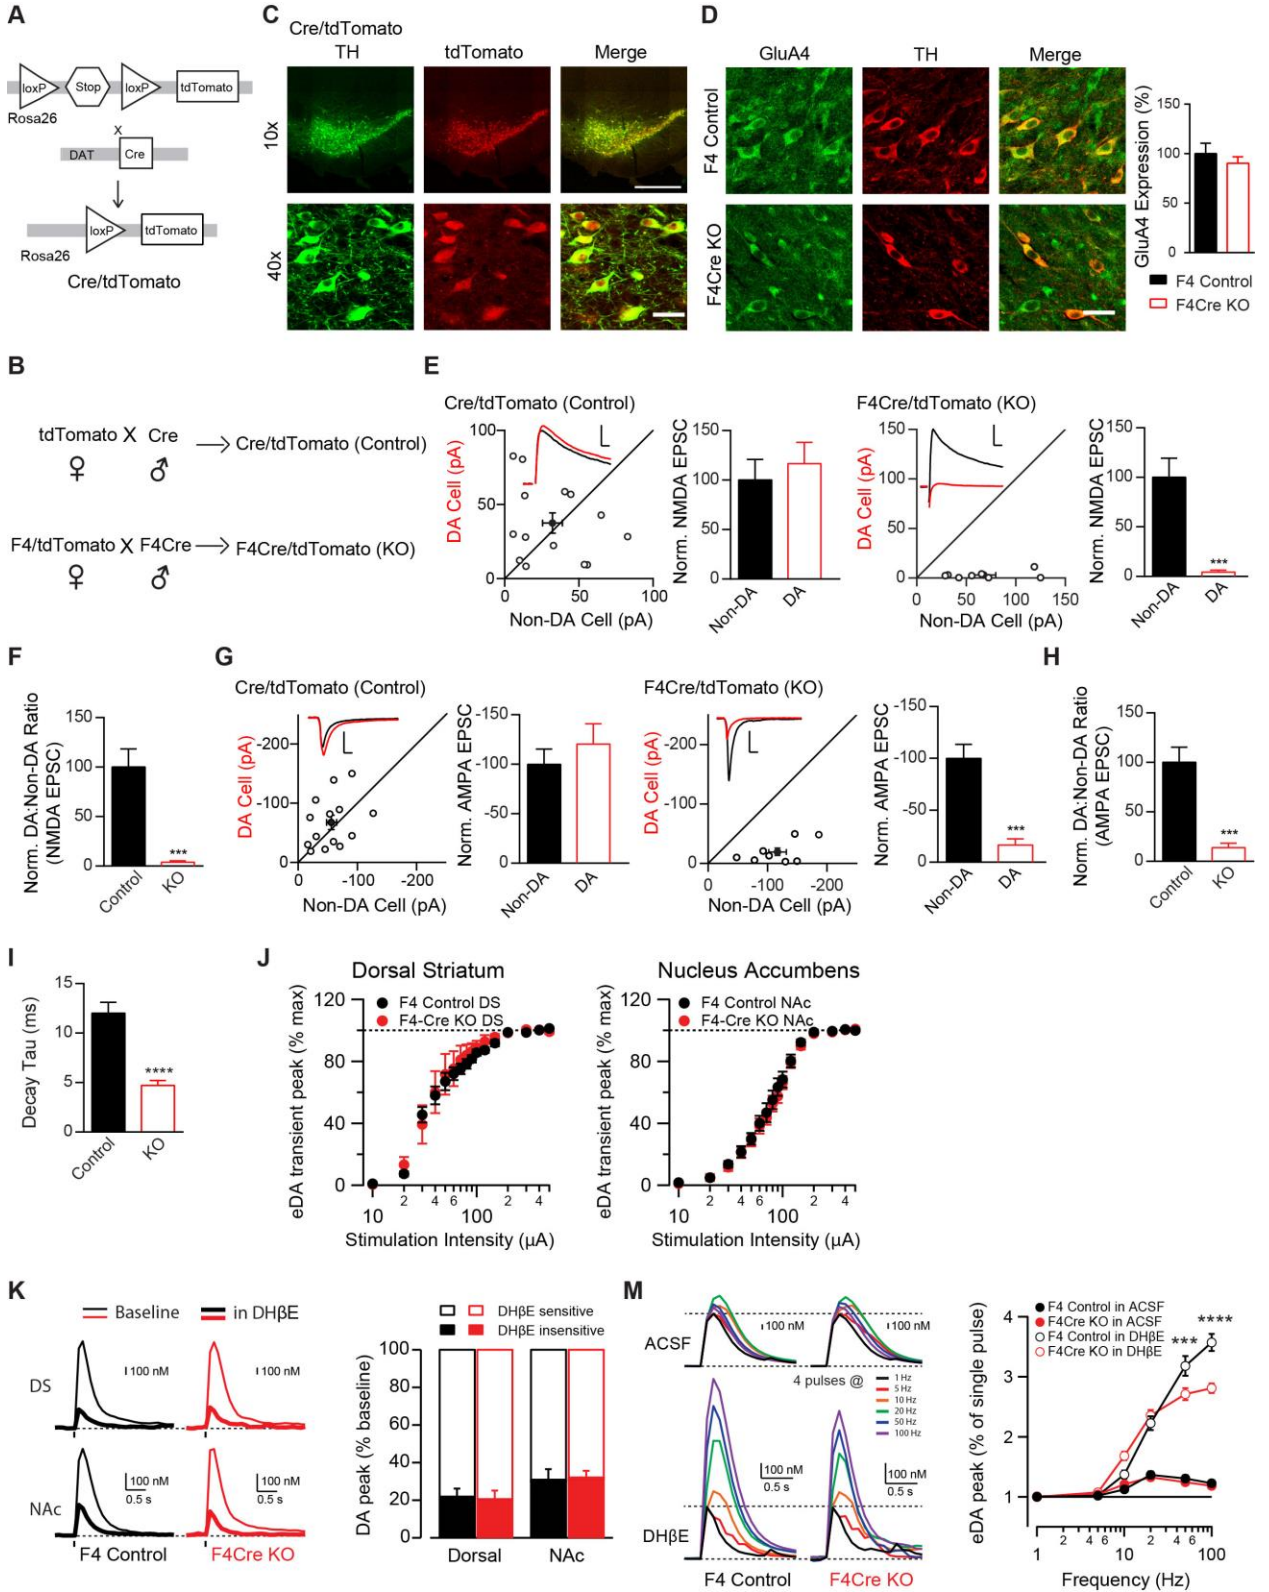 A
loxP
Stop
loxP
tdTomato
Rosa26
X
DAT
Cre
loxP
tdTomato
Rosa26
Cre/tdTomato
B
tdTomato X Cre
♀ ♂
Cre/tdTomato (Control)
F4/tdTomato X F4Cre
♀ ♂
F4Cre/tdTomato (KO)
C
Cre/tdTomato
TH
tdTomato
Merge
10x
40x
D
GluA4
TH
Merge
F4 Control
F4Cre KO
GluA4 Expression (%)
150
100
50
0
F4 Control
F4Cre KO
E
Cre/tdTomato (Control)
DA Cell (pA)
100
50
0
0 50 100
Non-DA Cell (pA)
Norm. NMDA EPSC
150
100
50
0
Non-DA
DA
F4Cre/tdTomato (KO)
DA Cell (pA)
150
100
50
0
0 50 100 150
Non-DA Cell (pA)
Norm. NMDA EPSC
150
100
50
0
***
Non-DA
DA
F
Norm. DA:Non-DA Ratio
(NMDA EPSC)
150
100
50
0
***
Control
KO
G
Cre/tdTomato (Control)
DA Cell (pA)
-200
-100
0
0 -100 -200
Non-DA Cell (pA)
Norm. AMPA EPSC
-150
-100
-50
0
Non-DA
DA
F4Cre/tdTomato (KO)
DA Cell (pA)
-200
-100
0
0 -100 -200
Non-DA Cell (pA)
Norm. AMPA EPSC
-150
-100
-50
0
***
Non-DA
DA
H
Norm. DA:Non-DA Ratio
(AMPA EPSC)
150
100
50
0
***
Control
KO
I
Decay Tau (ms)
15
10
5
0
****
Control
KO
J
Dorsal Striatum
eDA transient peak (% max)
120
80
40
0
F4 Control DS
F4-Cre KO DS
2 4 6 2 4
10 100
Stimulation Intensity (μA)
Nucleus Accumbens
eDA transient peak (% max)
120
80
40
0
F4 Control NAc
F4-Cre KO NAc
2 4 6 2 4
10 100
Stimulation Intensity (μA)
K
Baseline
in DHβE
DS
100 nM
100 nM
NAc
100 nM
0.5 s
100 nM
0.5 s
F4 Control
F4Cre KO
DHβE sensitive
DHβE insensitive
DA peak (% baseline)
100
80
60
40
20
0
Dorsal
NAc
M
ACSF
100 nM
100 nM
4 pulses @
1 Hz
5 Hz
10 Hz
20 Hz
50 Hz
100 Hz
100 nM
0.5 s
100 nM
0.5 s
DHβE
F4 Control
F4Cre KO
eDA peak (% of single pulse)
4
3
2
1
F4 Control in ACSF
F4Cre KO in ACSF
F4 Control in DHβE
F4Cre KO in DHβE
***
****
2 4 6 2 4 6
1 10 100
Frequency (Hz)